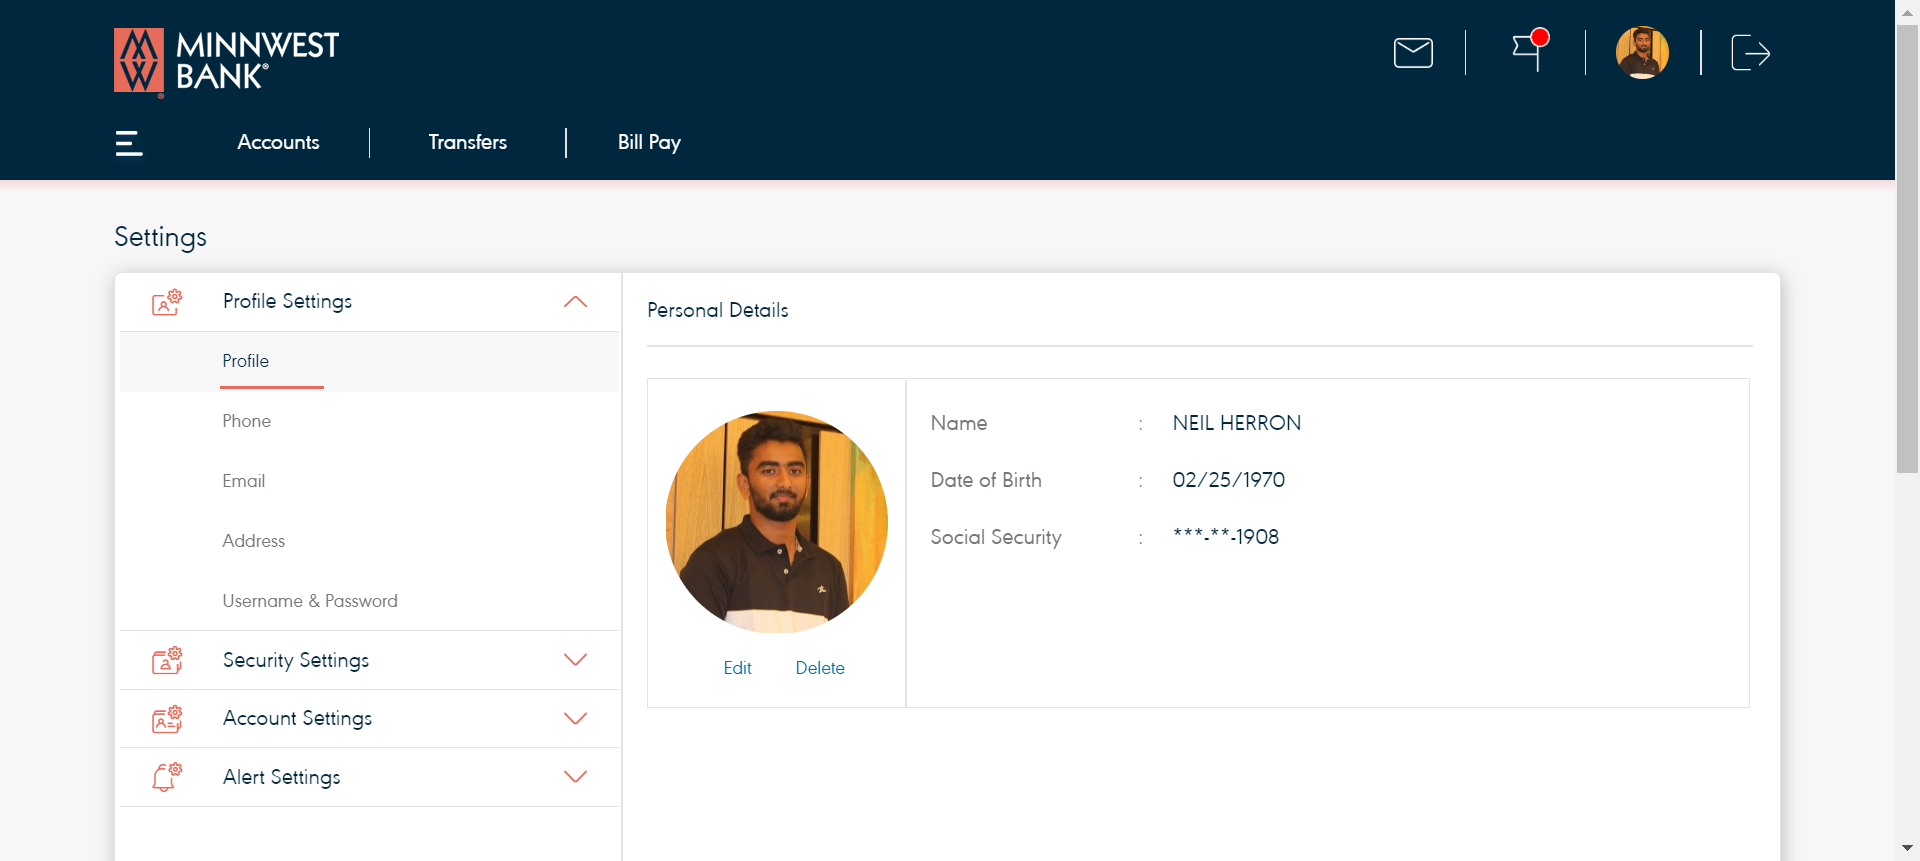 MINNWEST
BANK®
Accounts
Transfers
Bill Pay
Settings
Profile Settings
Profile
Phone
Email
Address
Username & Password
Security Settings
Account Settings
Alert Settings
Personal Details
Name : NEIL HERRON
Date of Birth : 02/25/1970
Social Security : ***-**-1908
Edit Delete